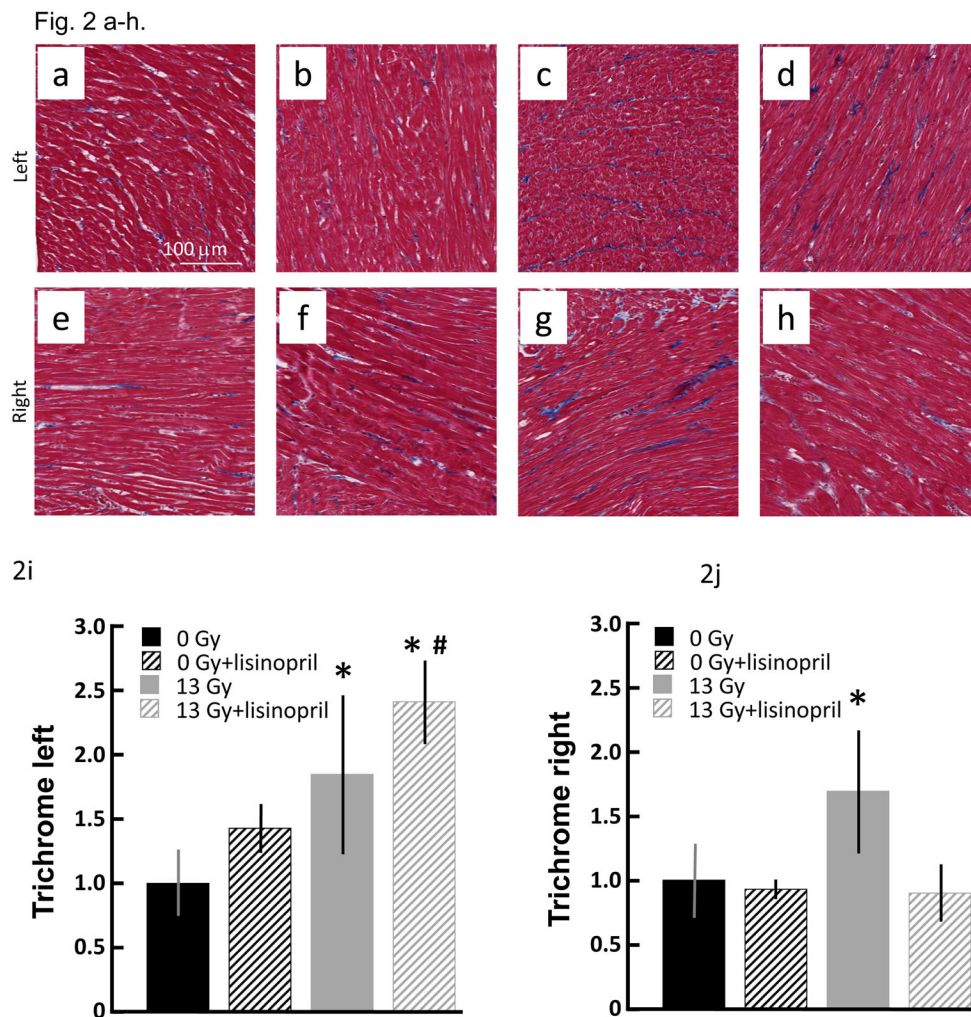 Fig. 2 a-h.
a
b
c
d
Left
100 μm
e
f
g
h
Right
2i
2j
3.0
2.5
2.0
1.5
1.0
0.5
0
Trichrome left
0 Gy
0 Gy+lisinopril
13 Gy
13 Gy+lisinopril
*
* #
3.0
2.5
2.0
1.5
1.0
0.5
0
Trichrome right
0 Gy
0 Gy+lisinopril
13 Gy
13 Gy+lisinopril
*